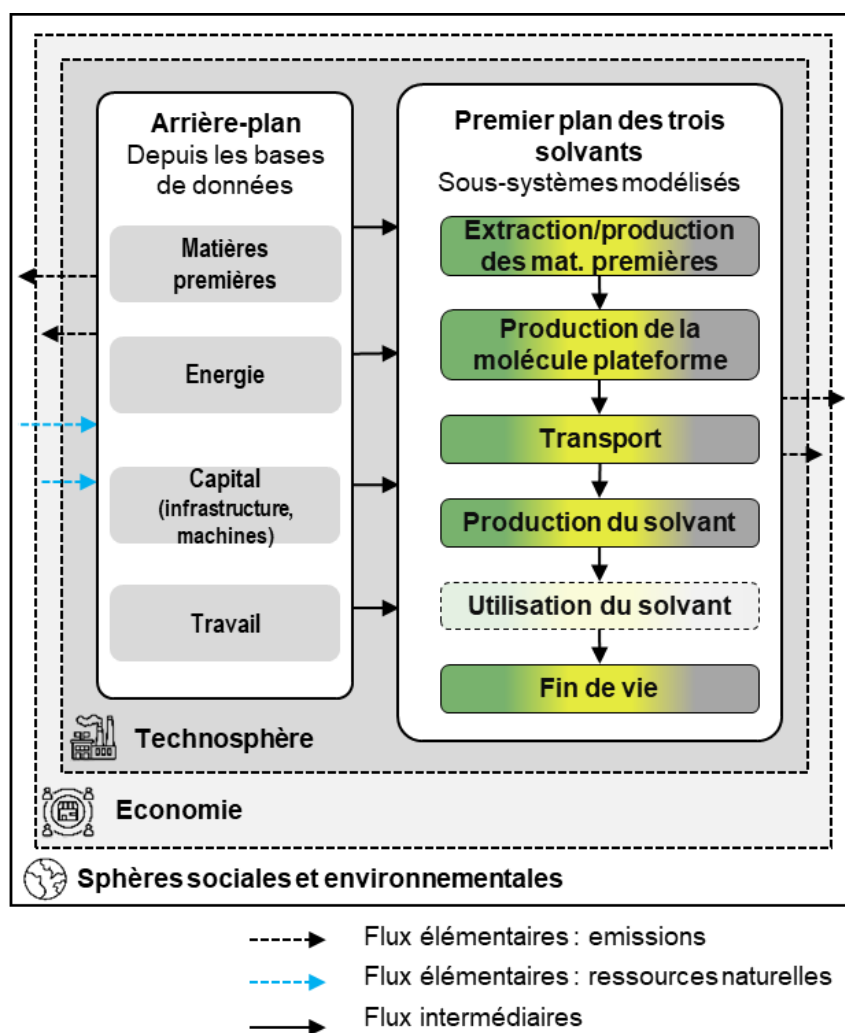 Arrière-plan
Depuis les bases
de données
Matières
premières
Energie
Capital
(infrastructure,
machines)
Travail
Premier plan des trois
solvants
Sous-systèmes modélisés
Extraction/production
des mat. premières
Production de la
molécule plateforme
Transport
Production du solvant
Utilisation du solvant
Fin de vie
Technosphère
Economie
Sphères sociales et environnementales
Flux élémentaires : emissions
Flux élémentaires : ressources naturelles
Flux intermédiaires